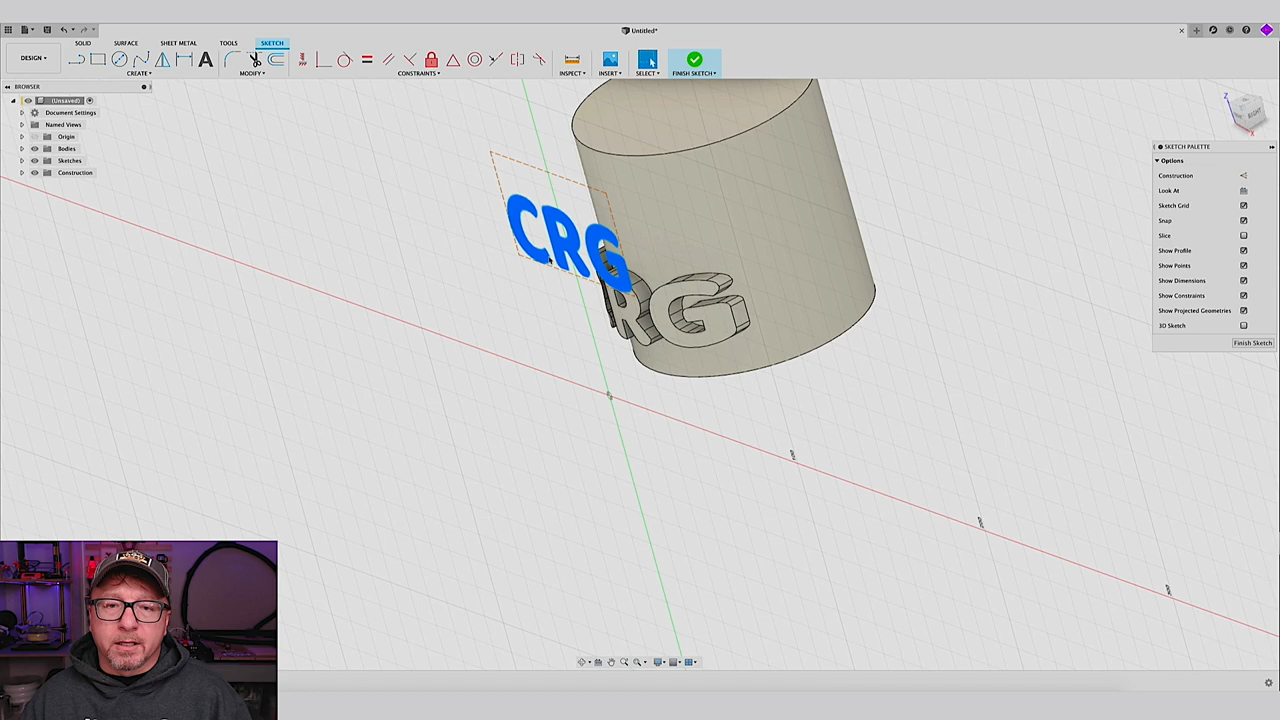 Untitled*
SOLID SURFACE SHEET METAL TOOLS SKETCH
DESIGN
CREATE MODIFY CONSTRAINTS INSPECT INSERT SELECT FINISH SKETCH
BROWSER
(Unsaved)
Document Settings
Named Views
Origin
Bodies
Sketches
Construction
Z
RIGHT
X
SKETCH PALETTE
Options
Construction
Look At
Sketch Grid
Snap
Slice
Show Profile
Show Points
Show Dimensions
Show Constraints
Show Projected Geometries
3D Sketch
Finish Sketch
CRG
RG